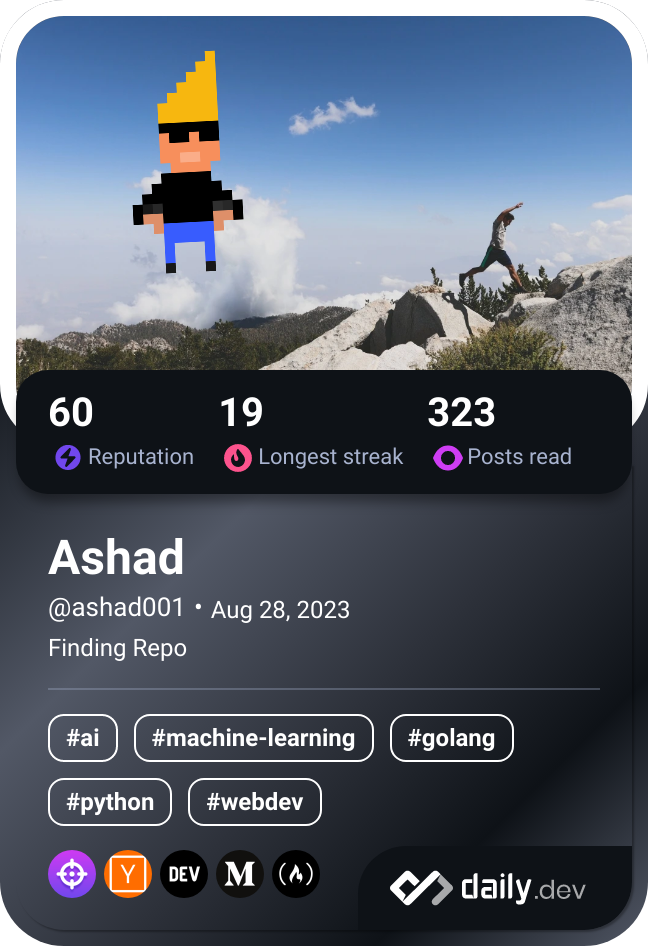 60 19 323
Reputation Longest streak Posts read
Ashad
@ashad001 • Aug 28, 2023
Finding Repo
#ai #machine-learning #golang
#python #webdev
Y DEV M
daily.dev